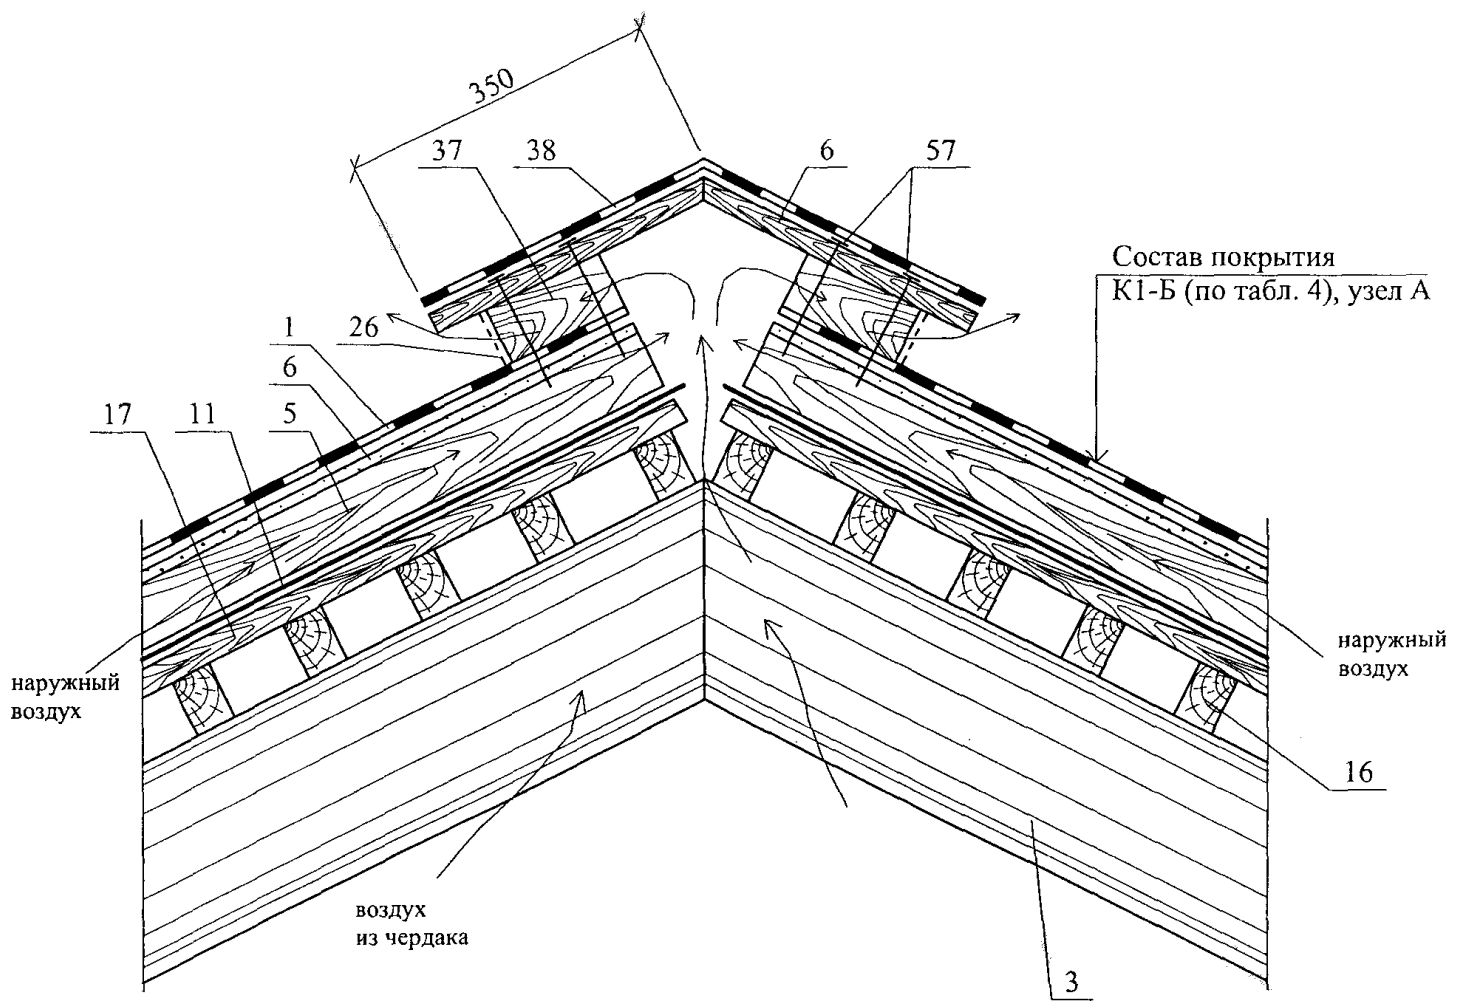 350
37
38
6
57
Состав покрытия
К1-Б (по табл. 4), узел А
1
26
6
17
11
5
наружный
воздух
наружный
воздух
16
воздух
из чердака
3